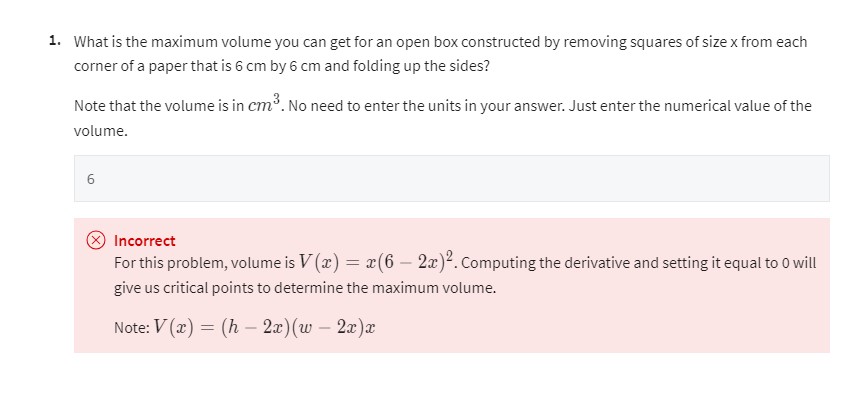 1. What is the maximum volume you can get for an open box constructed by removing squares of size x from each
corner of a paper that is 6 cm by 6 cm and folding up the sides?
Note that the volume is in cm³. No need to enter the units in your answer. Just enter the numerical value of the
volume.
6
Incorrect
For this problem, volume is V(x) = x(6 − 2x)². Computing the derivative and setting it equal to 0 will
give us critical points to determine the maximum volume.
Note: V(x) = (h − 2x)(w − 2x)x